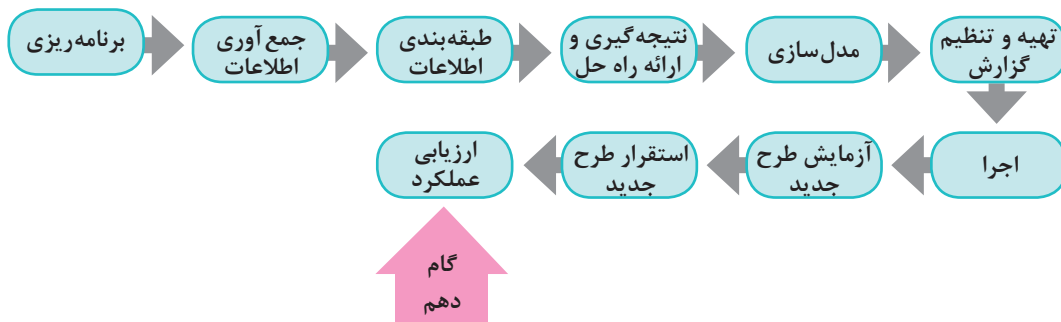 برنامه‌ریزی
جمع‌آوری
اطلاعات
طبقه‌بندی
اطلاعات
نتیجه‌گیری و
ارائه راه حل
مدل‌سازی
تهیه و تنظیم
گزارش
اجرا
آزمایش طرح
جدید
استقرار طرح
جدید
ارزیابی
عملکرد
گام
دهم